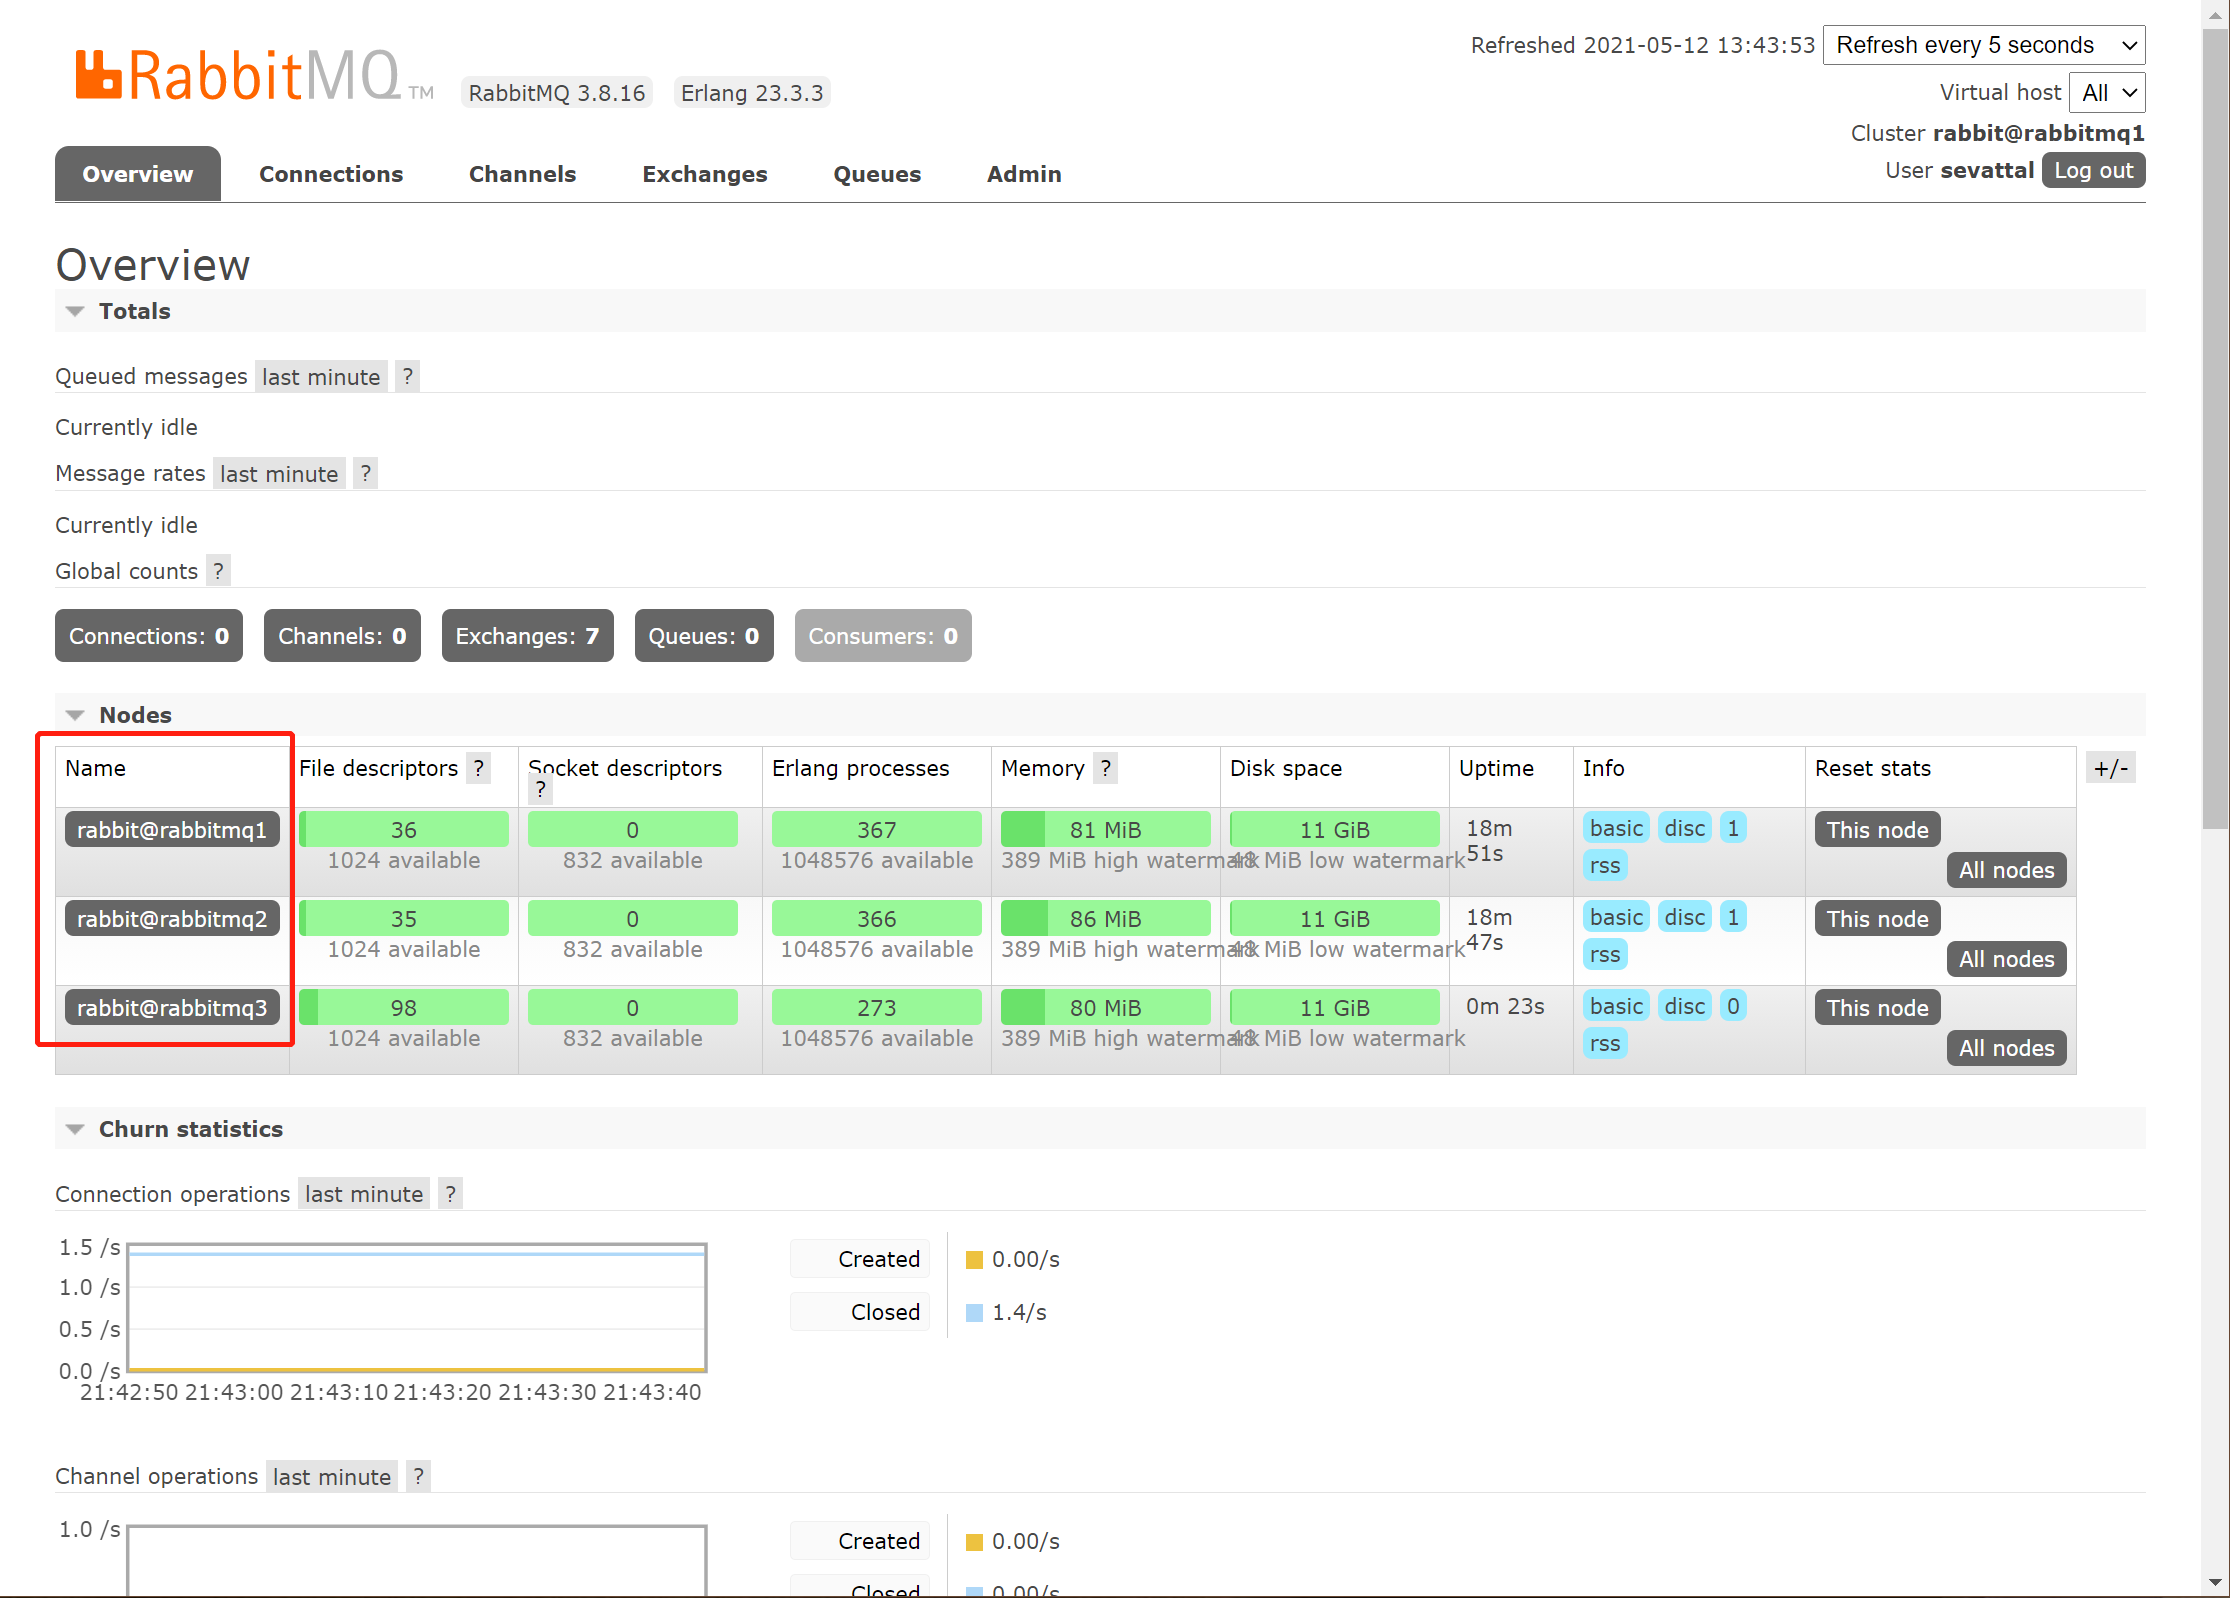 RabbitMQ TM RabbitMQ 3.8.16 Erlang 23.3.3
Refreshed 2021-05-12 13:43:53 Refresh every 5 seconds
Virtual host All
Cluster rabbit@rabbitmq1
User sevattal Log out
Overview Connections Channels Exchanges Queues Admin
Overview
Totals
Queued messages last minute ?
Currently idle
Message rates last minute ?
Currently idle
Global counts ?
Connections: 0 Channels: 0 Exchanges: 7 Queues: 0 Consumers: 0
Nodes
Name File descriptors ? Socket descriptors ? Erlang processes Memory ? Disk space Uptime Info Reset stats +/-
rabbit@rabbitmq1 36 0 367 81 MiB 11 GiB 18m 51s basic disc 1 rss This node All nodes
1024 available 832 available 1048576 available 389 MiB high watermark 48 MiB low watermark
rabbit@rabbitmq2 35 0 366 86 MiB 11 GiB 18m 47s basic disc 1 rss This node All nodes
1024 available 832 available 1048576 available 389 MiB high watermark 48 MiB low watermark
rabbit@rabbitmq3 98 0 273 80 MiB 11 GiB 0m 23s basic disc 0 rss This node All nodes
1024 available 832 available 1048576 available 389 MiB high watermark 48 MiB low watermark
Churn statistics
Connection operations last minute ?
1.5 /s
1.0 /s
0.5 /s
0.0 /s
21:42:50 21:43:00 21:43:10 21:43:20 21:43:30 21:43:40
Created 0.00/s
Closed 1.4/s
Channel operations last minute ?
1.0 /s
Created 0.00/s
Closed 0.00/s